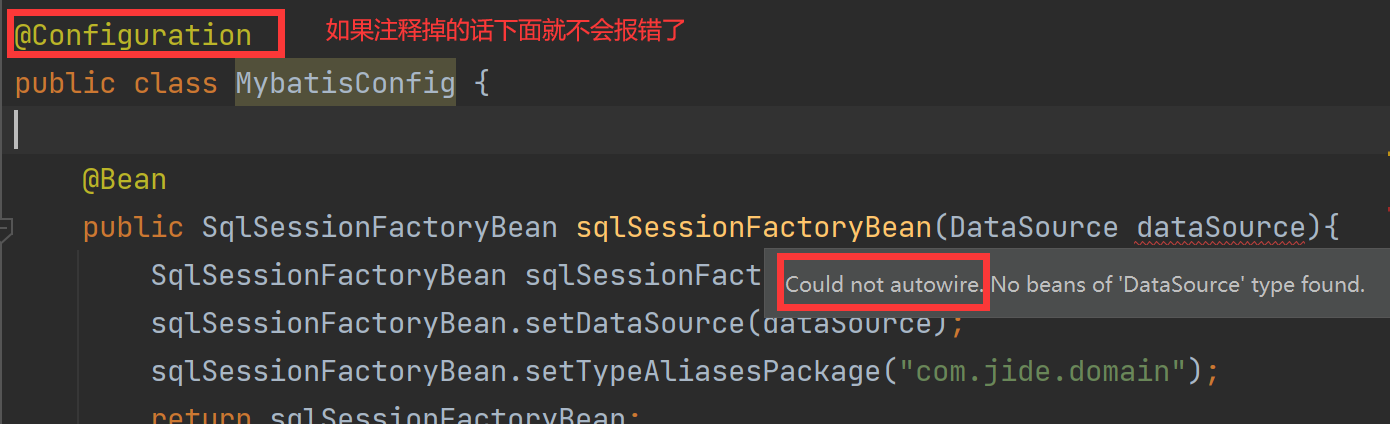 @Configuration 如果注释掉的话下面就不会报错了
public class MybatisConfig {
@Bean
public SqlSessionFactoryBean sqlSessionFactoryBean(DataSource dataSource){
SqlSessionFactoryBean sqlSessionFact
Could not autowire. No beans of 'DataSource' type found.
sqlSessionFactoryBean.setDataSource(dataSource);
sqlSessionFactoryBean.setTypeAliasesPackage("com.jide.domain");
return sqlSessionFactoryBean;